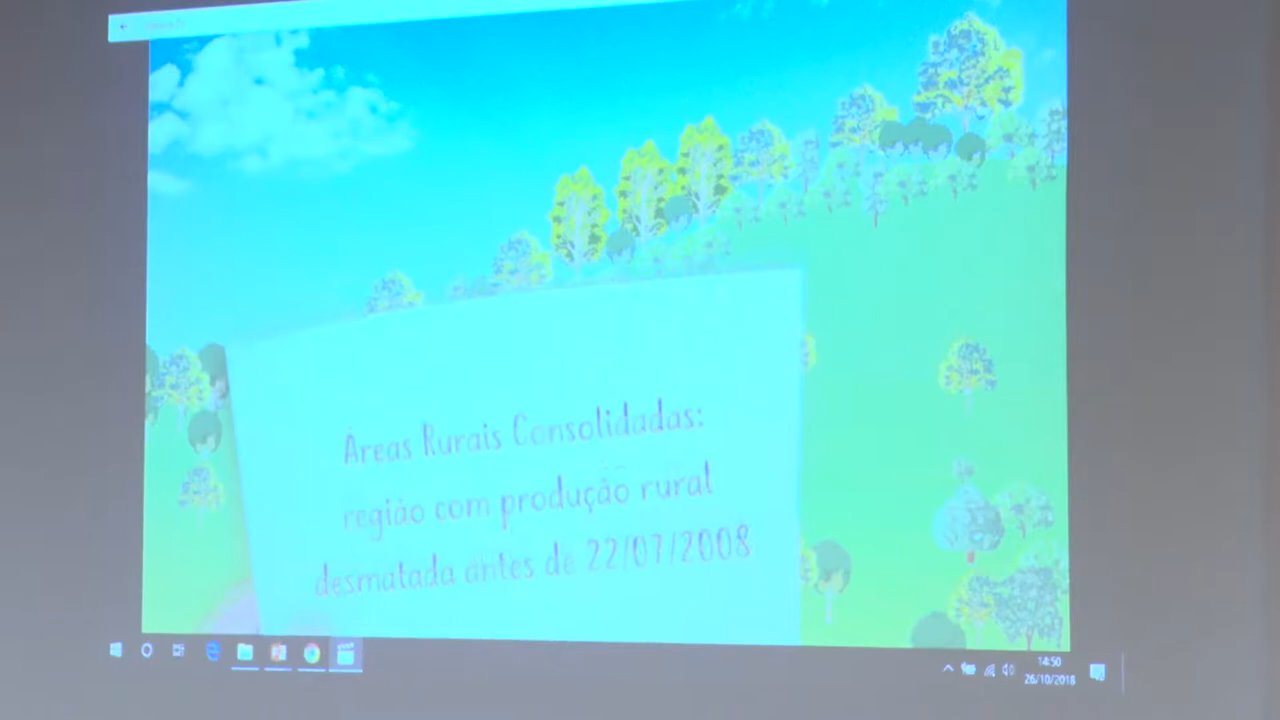 Áreas Rurais Consolidadas:
região com produção rural
desmatada antes de 22/07/2008
14:50
26/10/2018